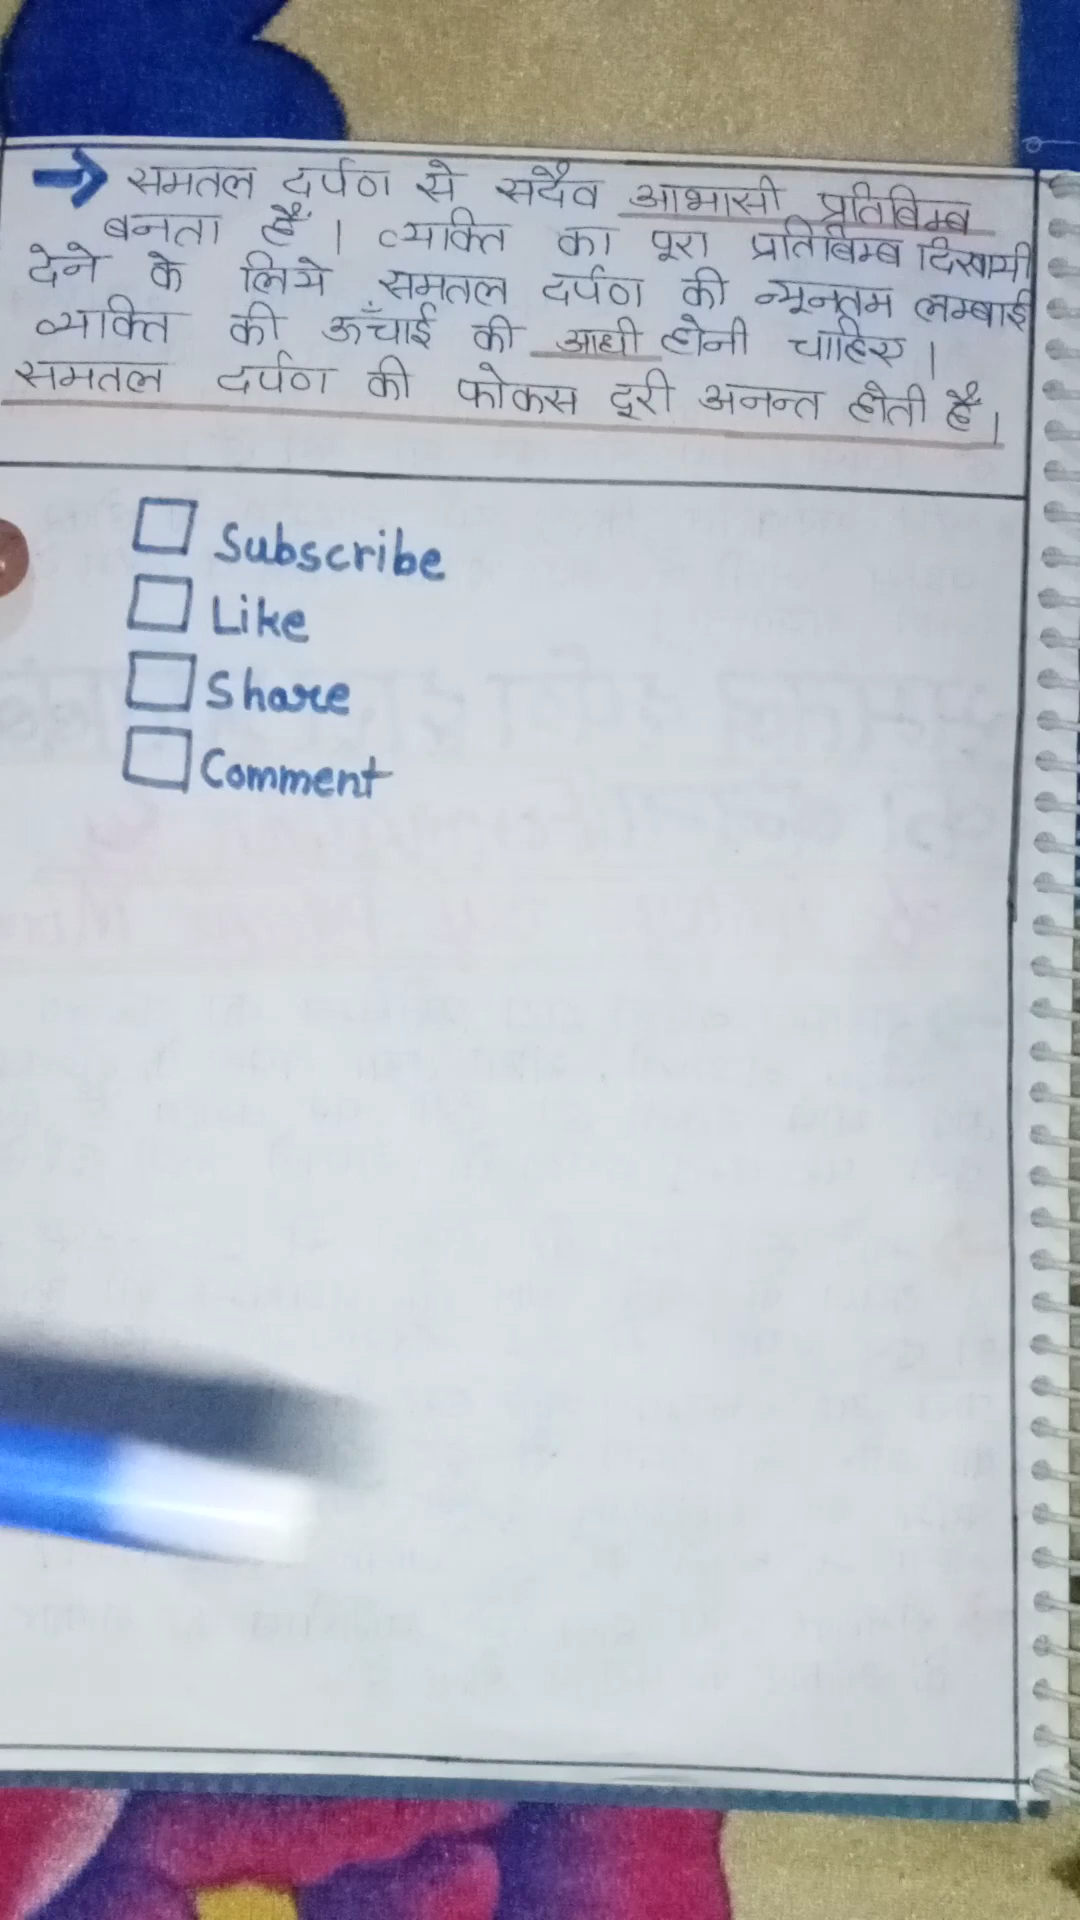 समतल दर्पण से सदैव आभासी प्रतिबिम्ब
बनता है। व्यक्ति का पूरा प्रतिबिम्ब दिखायी
देने के लिये समतल दर्पण की न्यूनतम लम्बाई
व्यक्ति की ऊँचाई की आधी होनी चाहिए।
समतल दर्पण की फोकस दूरी अनन्त होती है।
Subscribe
Like
Share
Comment